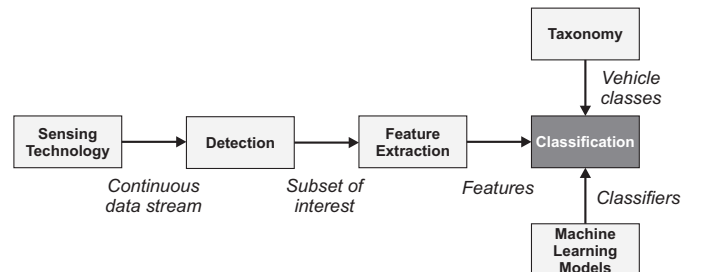 Taxonomy
Vehicle
classes
Sensing
Technology
Detection
Feature
Extraction
Classification
Continuous
data stream
Subset of
interest
Features
Classifiers
Machine
Learning
Models